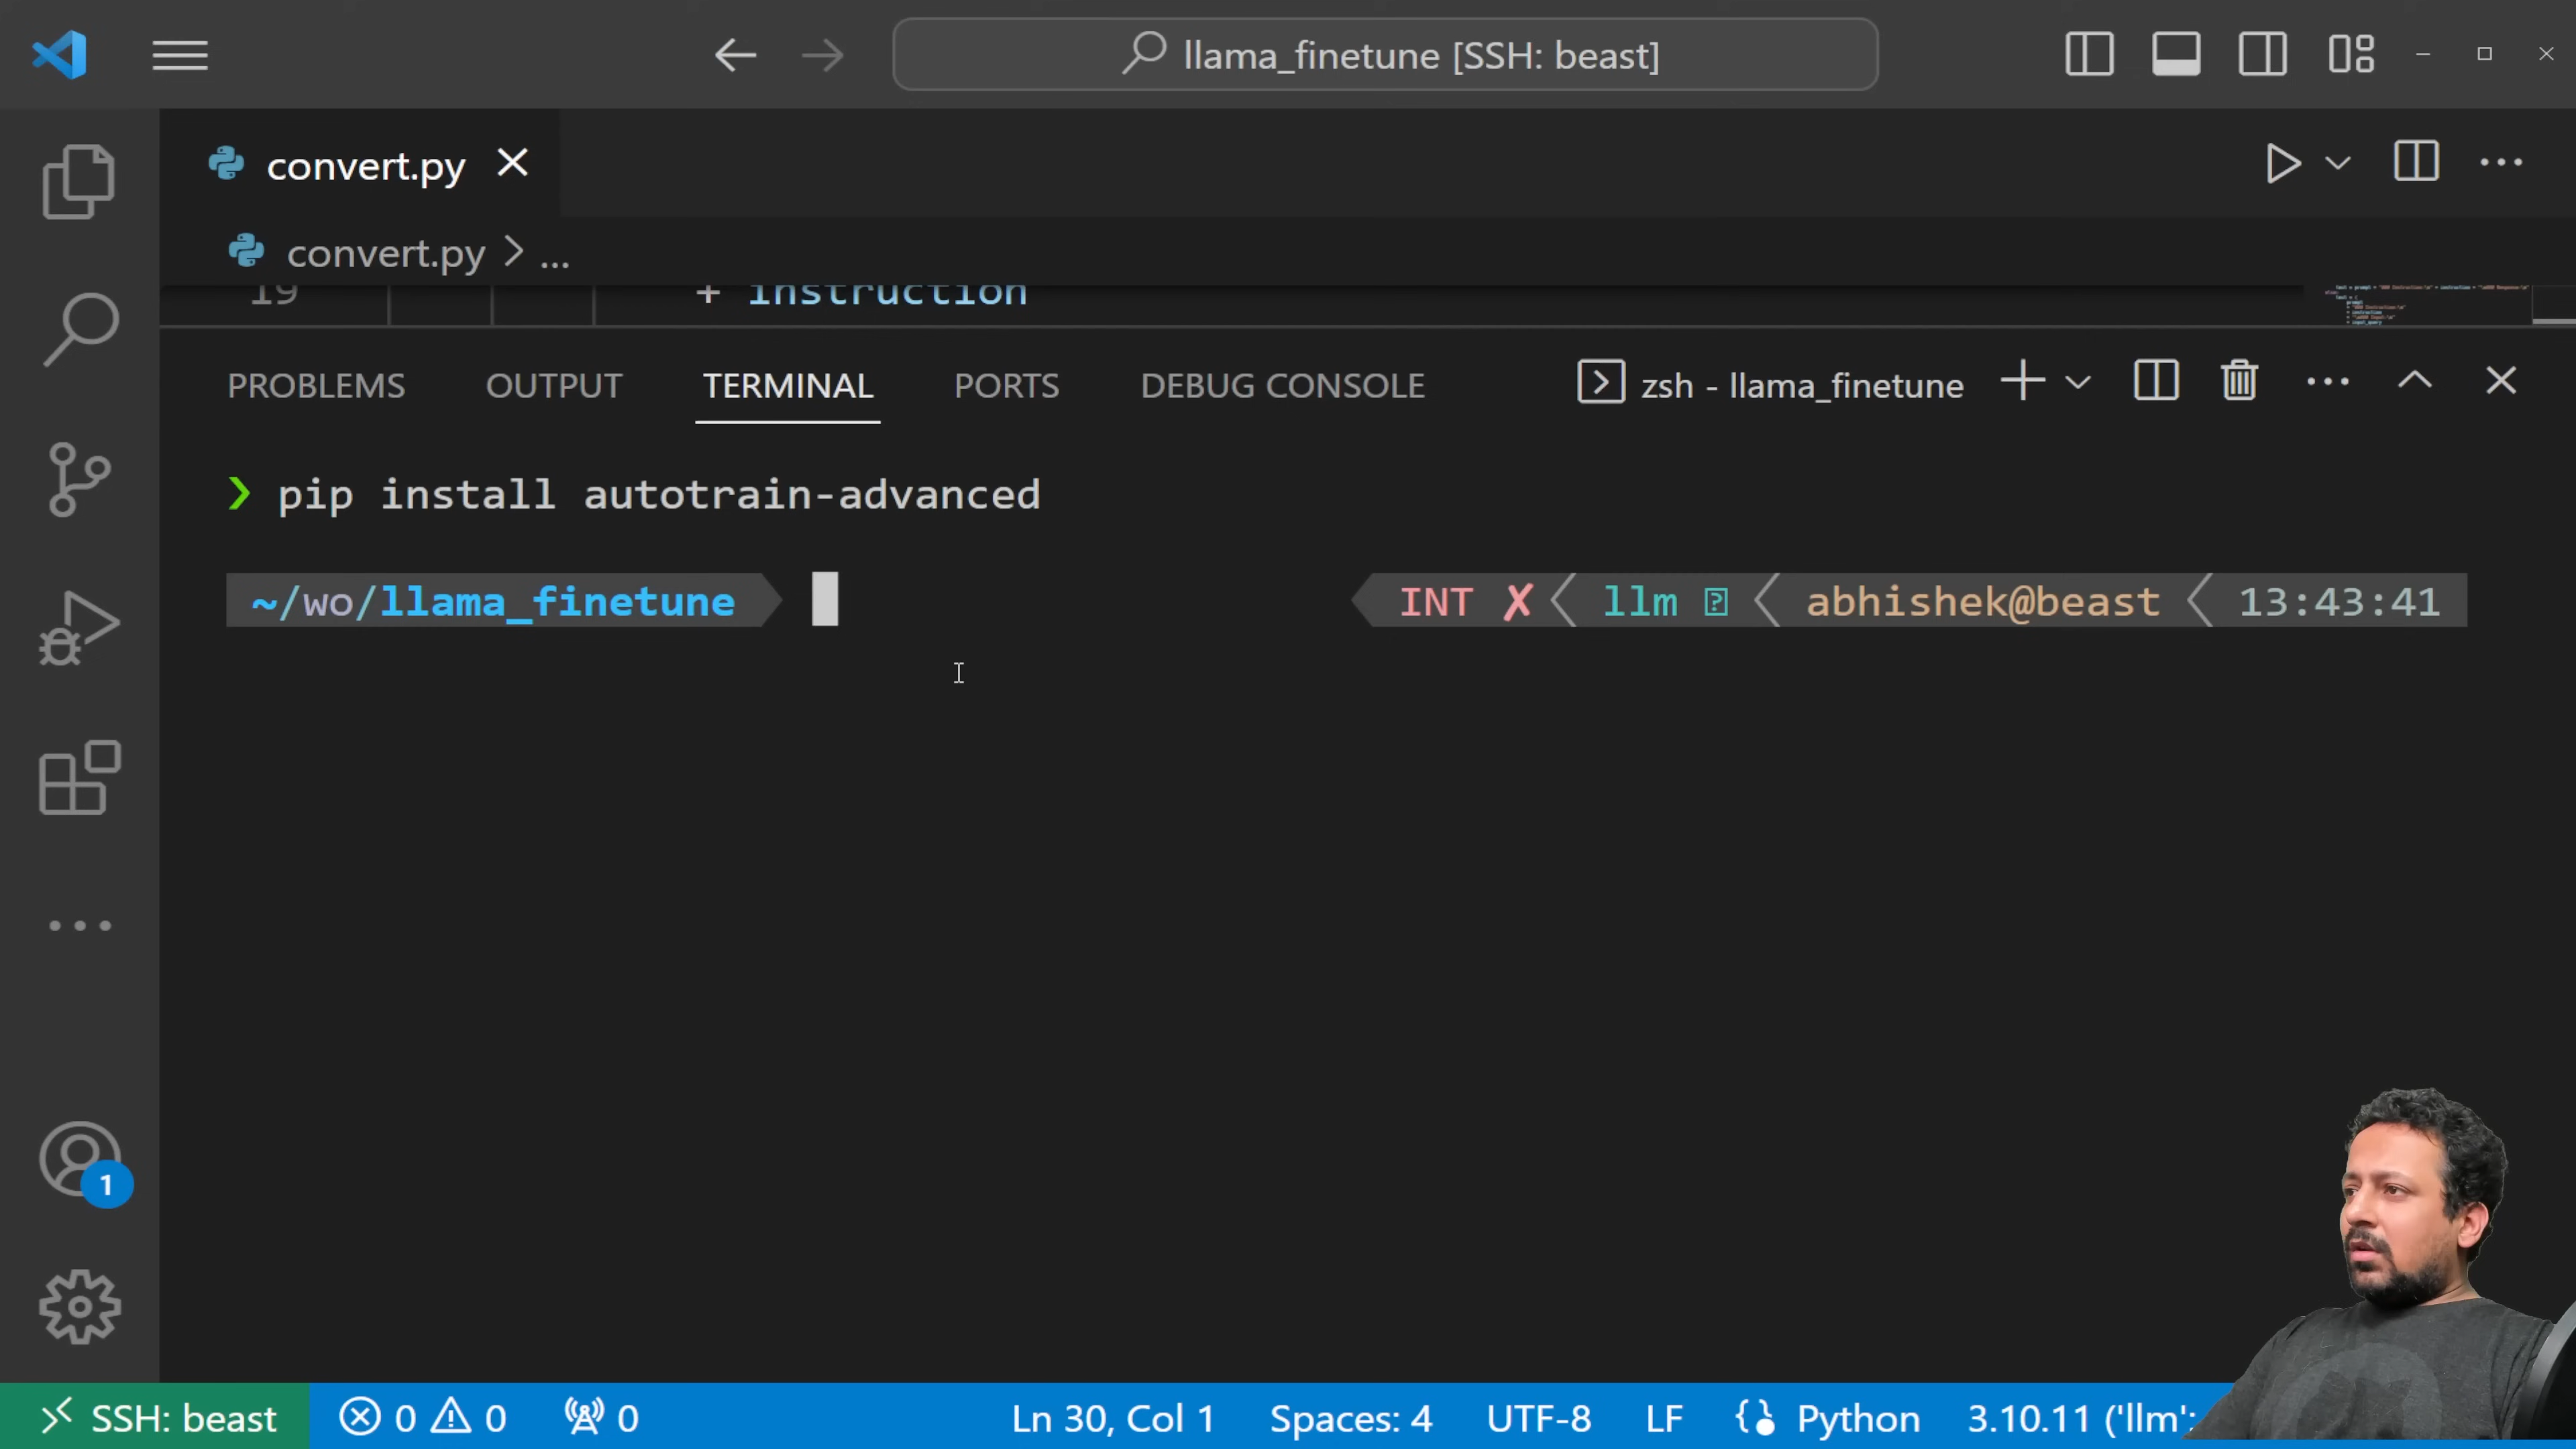 llama_finetune [SSH: beast]
convert.py
convert.py > ...
19 + instruction
PROBLEMS OUTPUT TERMINAL PORTS DEBUG CONSOLE zsh - llama_finetune
❯ pip install autotrain-advanced
~/wo/llama_finetune INT ✘ llm abhishek@beast 13:43:41
1
SSH: beast 0 0 0 Ln 30, Col 1 Spaces: 4 UTF-8 LF Python 3.10.11 ('llm':